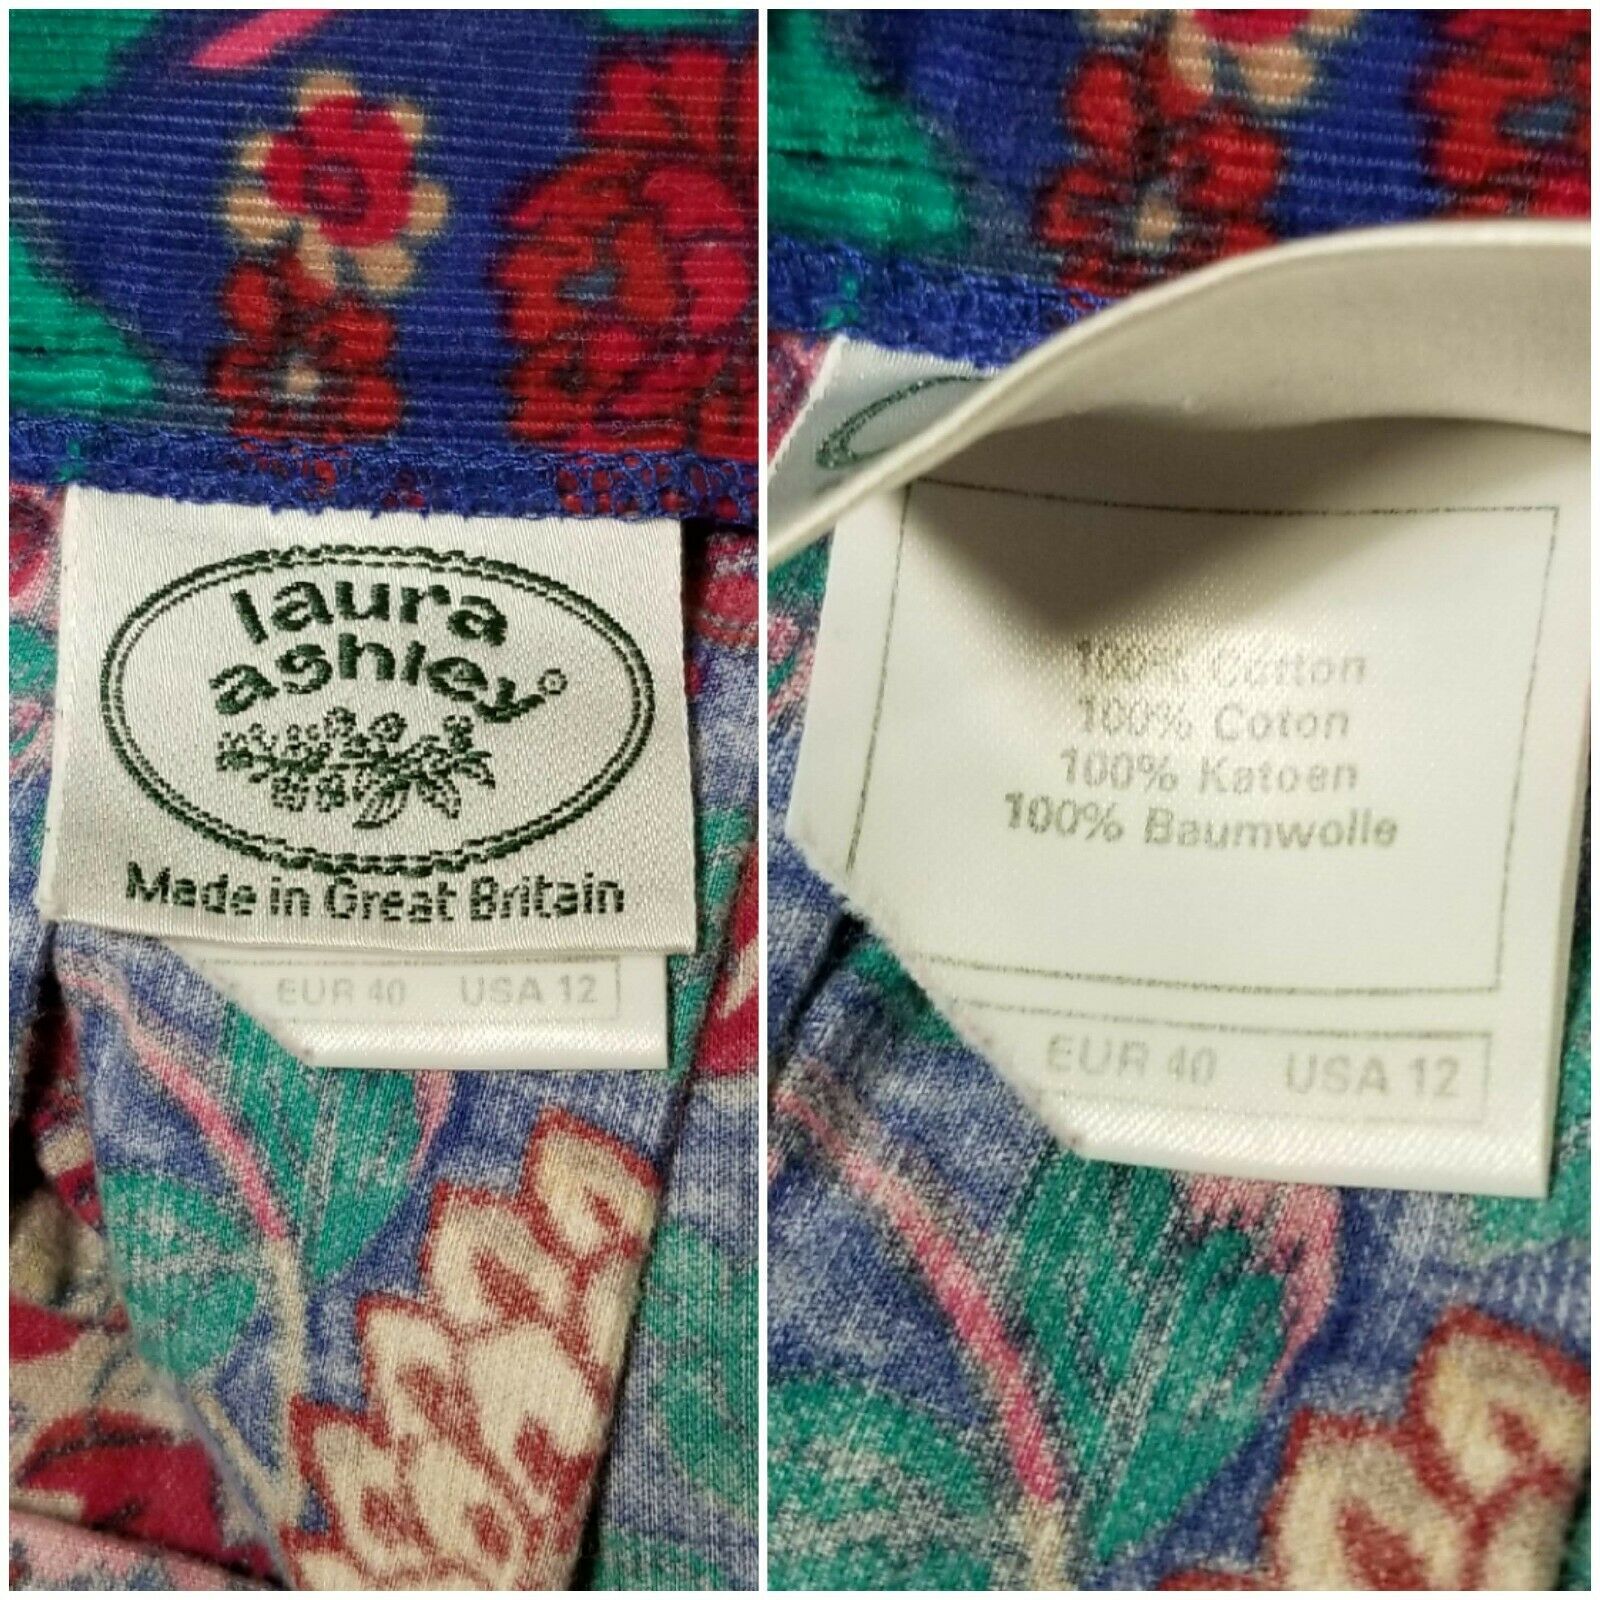 laura
ashley®
Made in Great Britain
EUR 40 USA 12
100% Cotton
100% Coton
100% Katoen
100% Baumwolle
EUR 40 USA 12